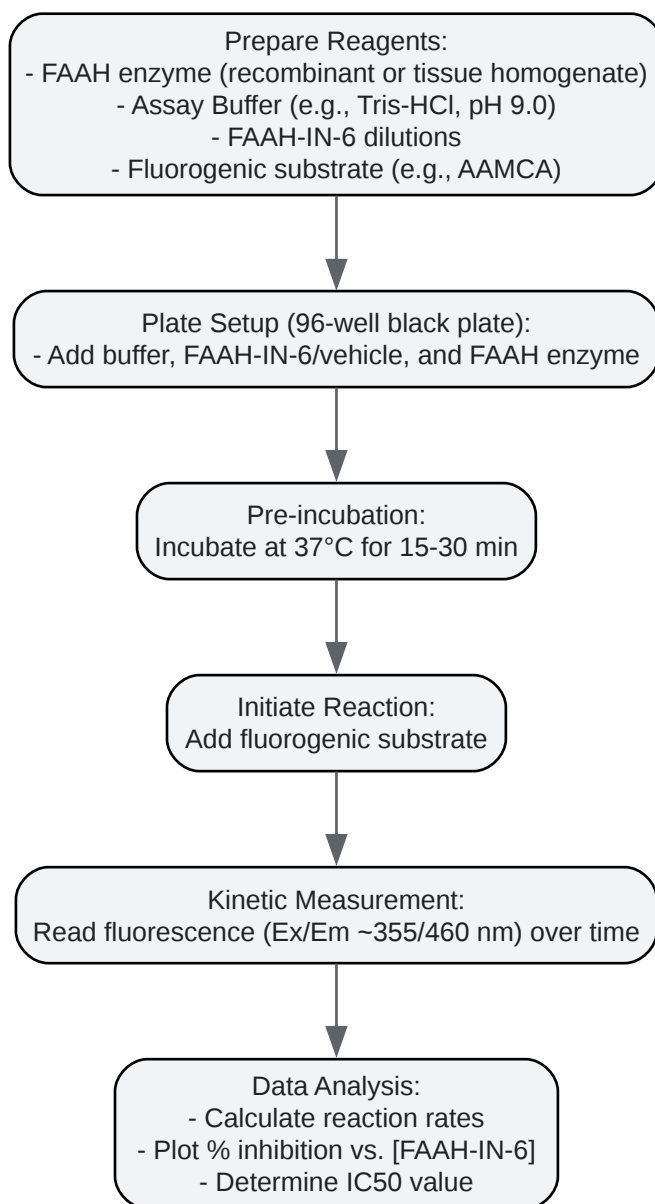 Prepare Reagents:
- FAAH enzyme (recombinant or tissue homogenate)
- Assay Buffer (e.g., Tris-HCl, pH 9.0)
- FAAH-IN-6 dilutions
- Fluorogenic substrate (e.g., AAMCA)
Plate Setup (96-well black plate):
- Add buffer, FAAH-IN-6/vehicle, and FAAH enzyme
Pre-incubation:
Incubate at 37°C for 15-30 min
Initiate Reaction:
Add fluorogenic substrate
Kinetic Measurement:
Read fluorescence (Ex/Em ~355/460 nm) over time
Data Analysis:
- Calculate reaction rates
- Plot % inhibition vs. [FAAH-IN-6]
- Determine IC50 value